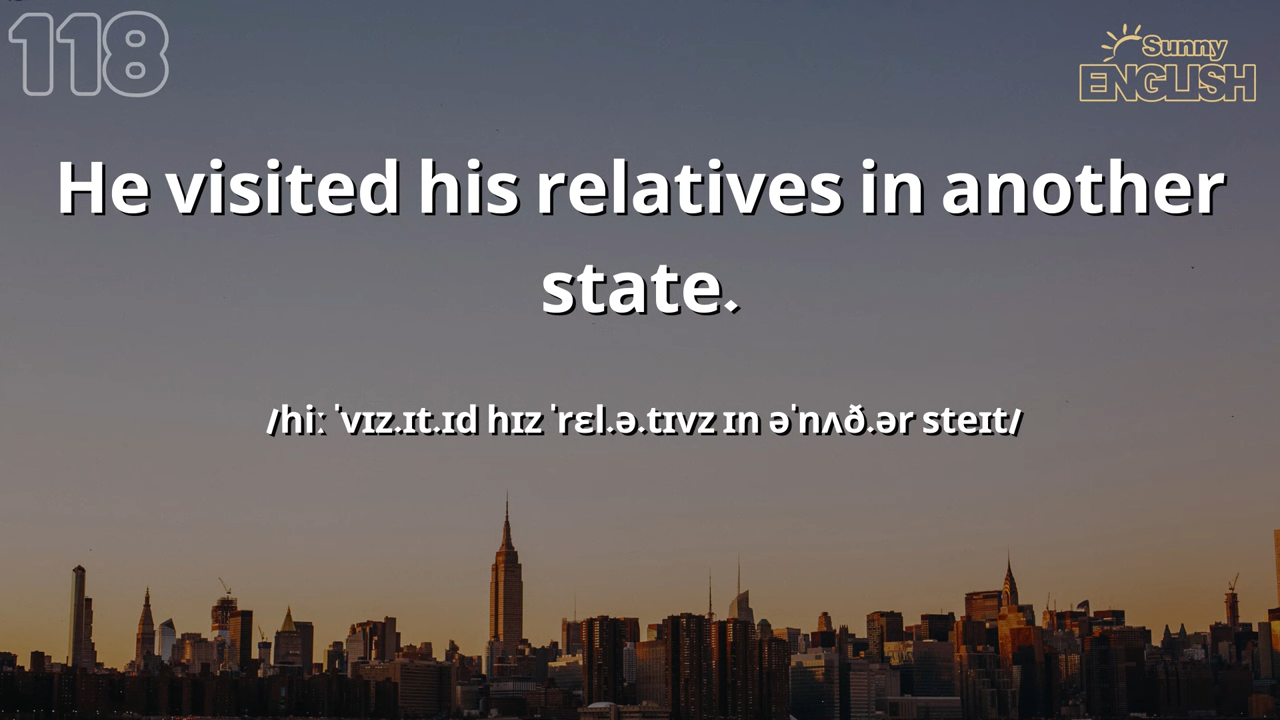 118
Sunny
ENGLISH
He visited his relatives in another
state.
/hiː ˈvɪz.ɪt.ɪd hɪz ˈrɛl.ə.tɪvz ɪn əˈnʌð.ər steɪt/